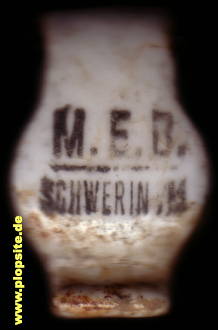 M. E. B.
SCHWERIN i/M.
www.plopsite.de